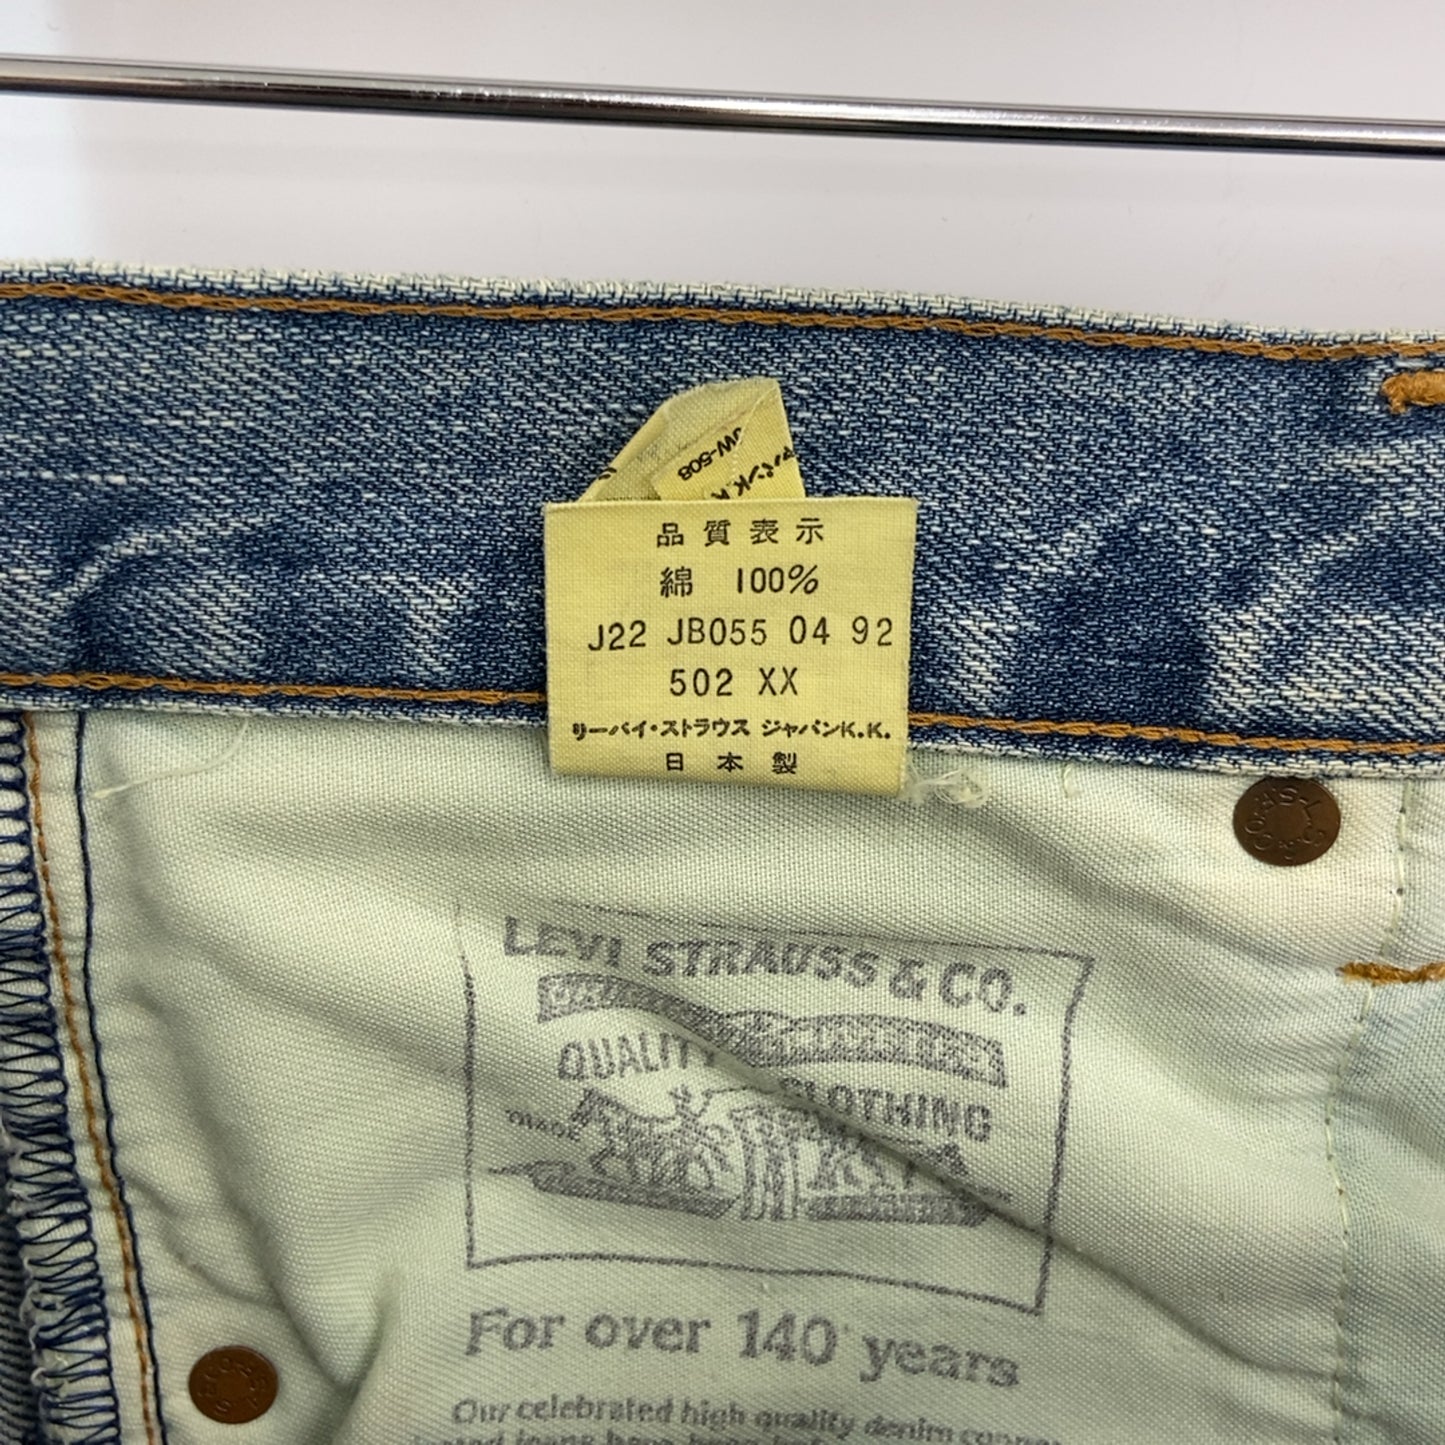 OW-508
品質表示
綿 100%
J22 JB055 04 92
502 XX
リーバイ・ストラウス ジャパンK.K.
日本製
LEVI STRAUSS & CO.
QUALITY CLOTHING
For over 140 years
Our celebrated high quality denim